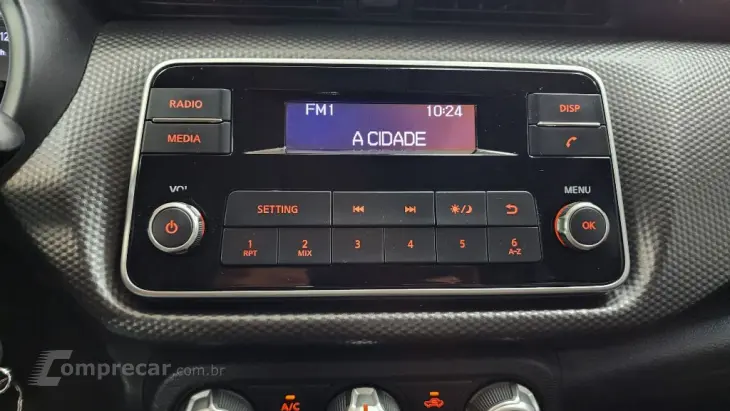 12
RADIO
MEDIA
FM1 10:24
A CIDADE
DISP
VOL
MENU
SETTING
OK
1 2 3 4 5 6
RPT MIX A-Z
Comprecar.com.br
A/C